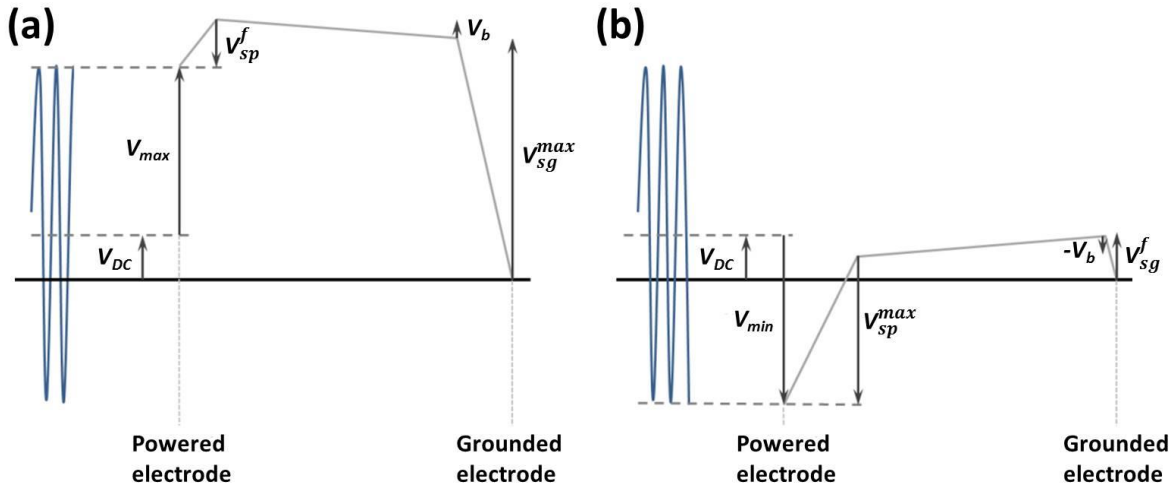 (a)
V_sp^f
V_b
V_max
V_sg^max
V_DC
Powered
electrode
Grounded
electrode
(b)
V_DC
-V_b
V_sg^f
V_min
V_sp^max
Powered
electrode
Grounded
electrode